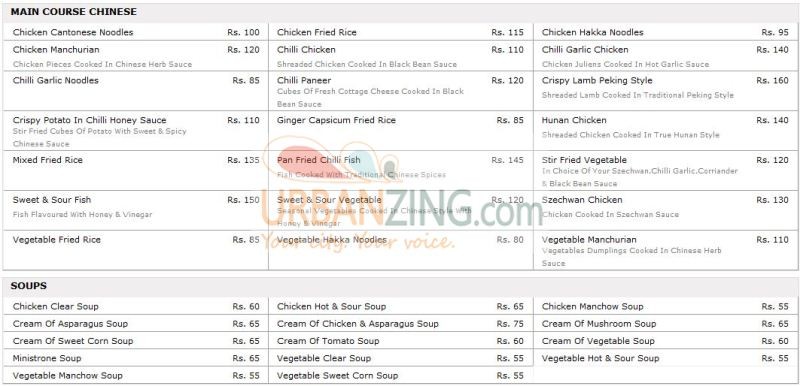 MAIN COURSE CHINESE
Chicken Cantonese Noodles Rs. 100 Chicken Fried Rice Rs. 115 Chicken Hakka Noodles Rs. 95
Chicken Manchurian Rs. 120 Chilli Chicken Rs. 110 Chilli Garlic Chicken Rs. 140
Chicken Pieces Cooked In Chinese Herb Sauce Shreaded Chicken Cooked In Black Bean Sauce Chicken Juliens Cooked In Hot Garlic Sauce
Chilli Garlic Noodles Rs. 85 Chilli Paneer Rs. 120 Crispy Lamb Peking Style Rs. 160
Cubes Of Fresh Cottage Cheese Cooked In Black Shreaded Lamb Cooked In Traditional Peking Style
Bean Sauce
Crispy Potato In Chilli Honey Sauce Rs. 110 Ginger Capsicum Fried Rice Rs. 85 Hunan Chicken Rs. 140
Stir Fried Cubes Of Potato With Sweet & Spicy Shreaded Chicken Cooked In True Hunan Style
Chinese Sauce
Mixed Fried Rice Rs. 135 Pan Fried Chilli Fish Rs. 145 Stir Fried Vegetable Rs. 120
Fish Cooked With Traditional Chinese Spices In Choice Of Your Szechwan,Chilli Garlic,Corriander
& Black Bean Sauce
Sweet & Sour Fish Rs. 150 Sweet & Sour Vegetable Rs. 120 Szechwan Chicken Rs. 130
Fish Flavoured With Honey & Vinegar Seasonal Vegetables Cooked In Chinese Style With Chicken Cooked In Szechwan Sauce
Honey & Vinegar
URBANZING.com
Your city. Your voice.
Vegetable Fried Rice Rs. 85 Vegetable Hakka Noodles Rs. 80 Vegetable Manchurian Rs. 110
Vegetables Dumplings Cooked In Chinese Herb
Sauce
SOUPS
Chicken Clear Soup Rs. 60 Chicken Hot & Sour Soup Rs. 65 Chicken Manchow Soup Rs. 55
Cream Of Asparagus Soup Rs. 65 Cream Of Chicken & Asparagus Soup Rs. 75 Cream Of Mushroom Soup Rs. 65
Cream Of Sweet Corn Soup Rs. 65 Cream Of Tomato Soup Rs. 60 Cream Of Vegetable Soup Rs. 60
Ministrone Soup Rs. 65 Vegetable Clear Soup Rs. 55 Vegetable Hot & Sour Soup Rs. 55
Vegetable Manchow Soup Rs. 55 Vegetable Sweet Corn Soup Rs. 55